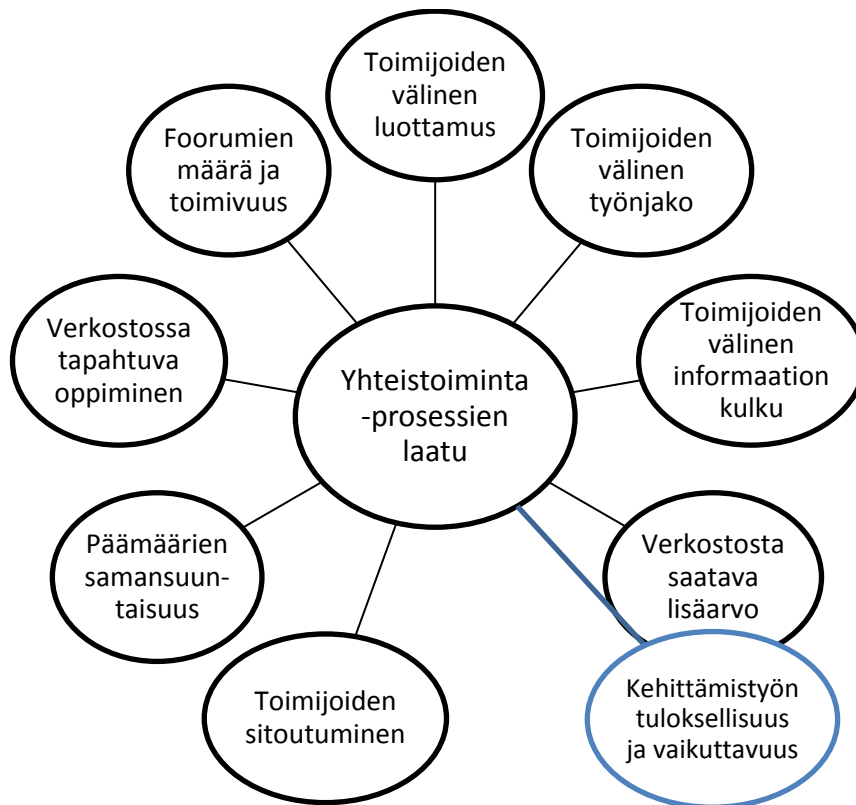 Toimijoiden
välinen
luottamus
Foorumien
määrä ja
toimivuus
Toimijoiden
välinen
työnjako
Verkostossa
tapahtuva
oppiminen
Toimijoiden
välinen
informaation
kulku
Yhteistoiminta
-prosessien
laatu
Päämäärien
samansuun-
taisuus
Verkostosta
saatava
lisäarvo
Toimijoiden
sitoutuminen
Kehittämistyön
tuloksellisuus
ja vaikuttavuus